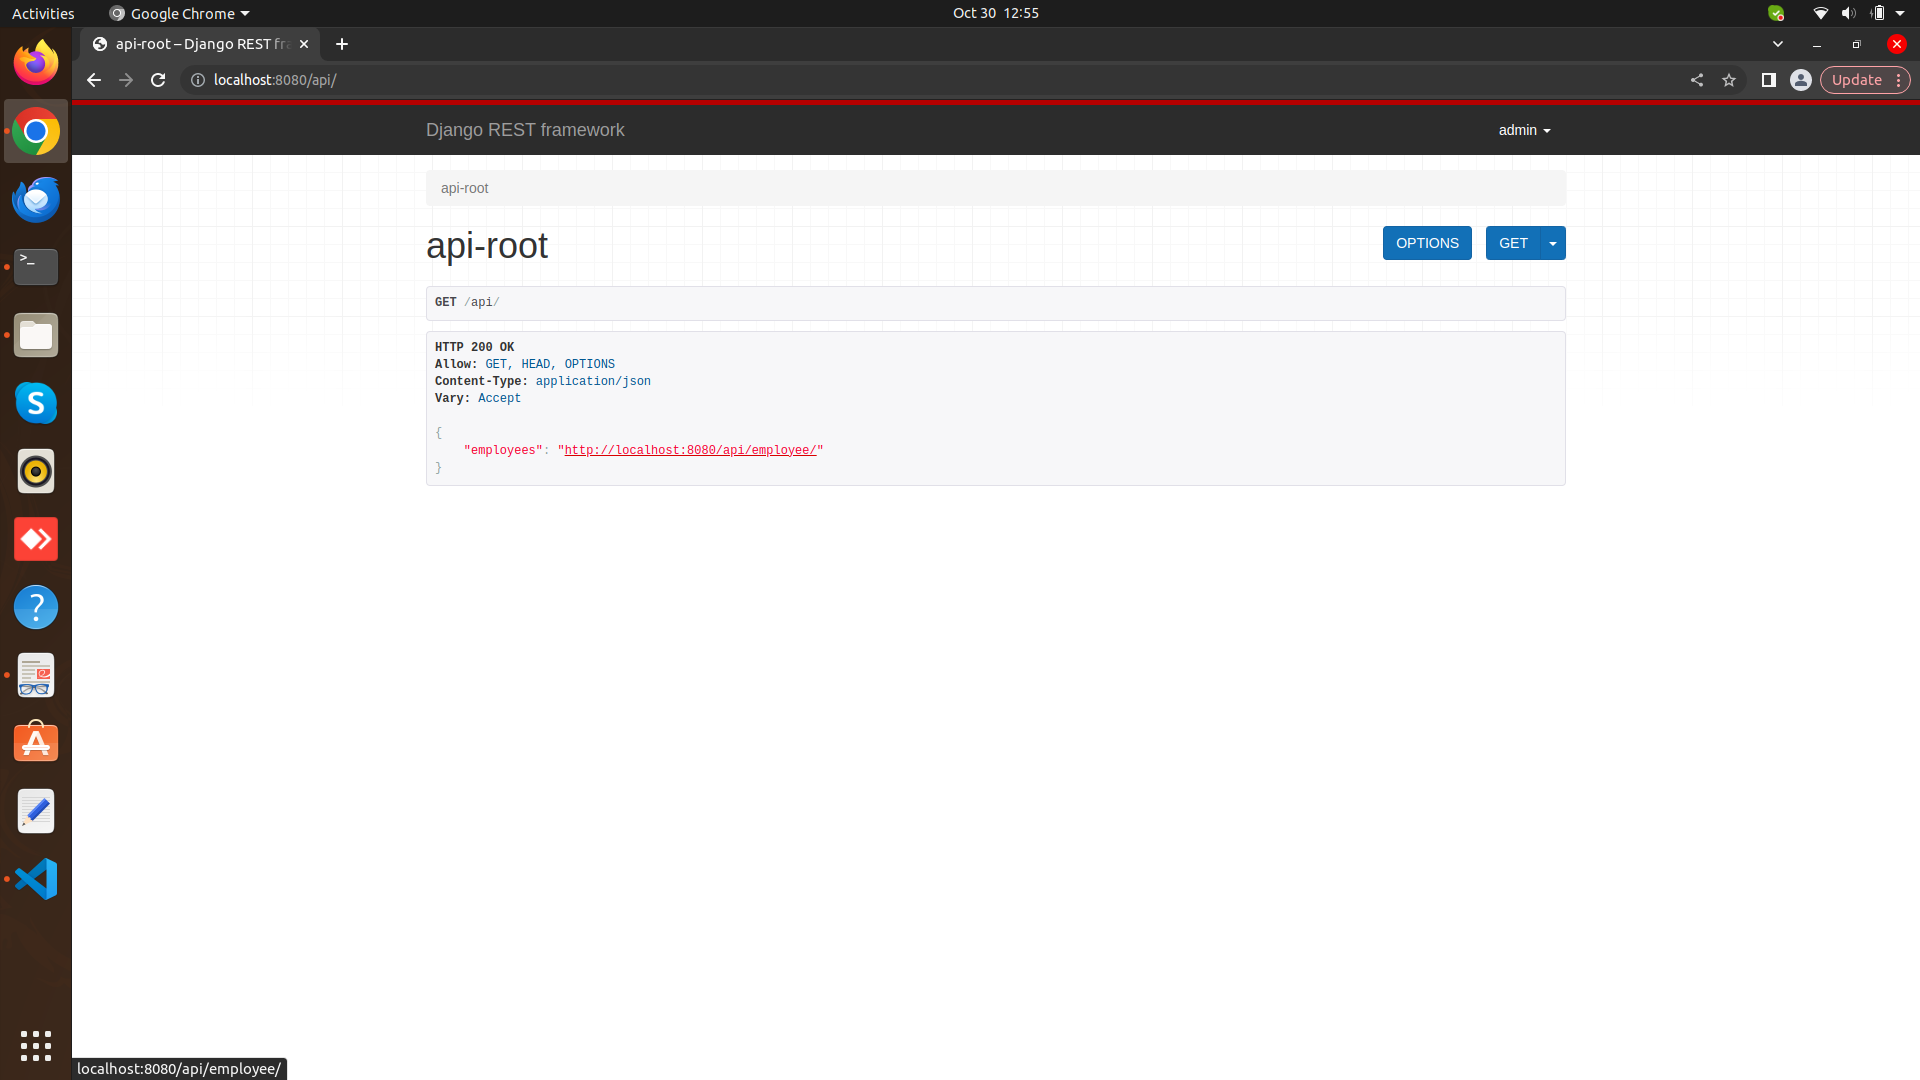 Activities
Google Chrome
Oct 30 12:55
api-root – Django REST fra
localhost:8080/api/
Update
Django REST framework
admin
api-root
api-root
OPTIONS
GET
GET /api/
HTTP 200 OK
Allow: GET, HEAD, OPTIONS
Content-Type: application/json
Vary: Accept
{
"employees": "http://localhost:8080/api/employee/"
}
localhost:8080/api/employee/